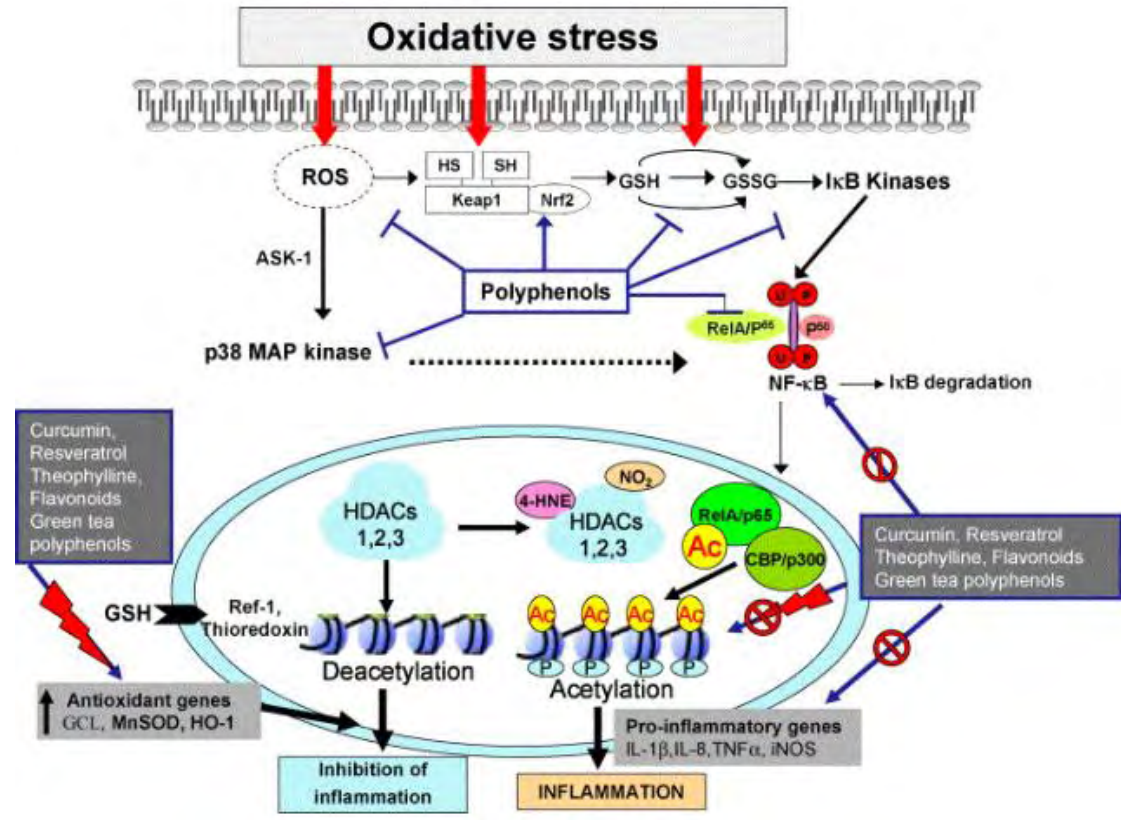 Oxidative stress
ROS
HS
SH
Keap1
Nrf2
GSH
GSSG
IκB Kinases
ASK-1
Polyphenols
U P
RelA/P⁶⁵
p⁵⁰
U P
p38 MAP kinase
NF-κB
IκB degradation
Curcumin,
Resveratrol
Theophylline,
Flavonoids
Green tea
polyphenols
HDACs
1,2,3
4-HNE
NO₂
HDACs
1,2,3
RelA/p65
Ac
CBP/p300
Curcumin, Resveratrol
Theophylline, Flavonoids
Green tea polyphenols
GSH
Ref-1,
Thioredoxin
Ac Ac Ac Ac
P P P P
Deacetylation
Acetylation
Antioxidant genes
GCL, MnSOD, HO-1
Pro-inflammatory genes
IL-1β,IL-8,TNFα, iNOS
Inhibition of
inflammation
INFLAMMATION